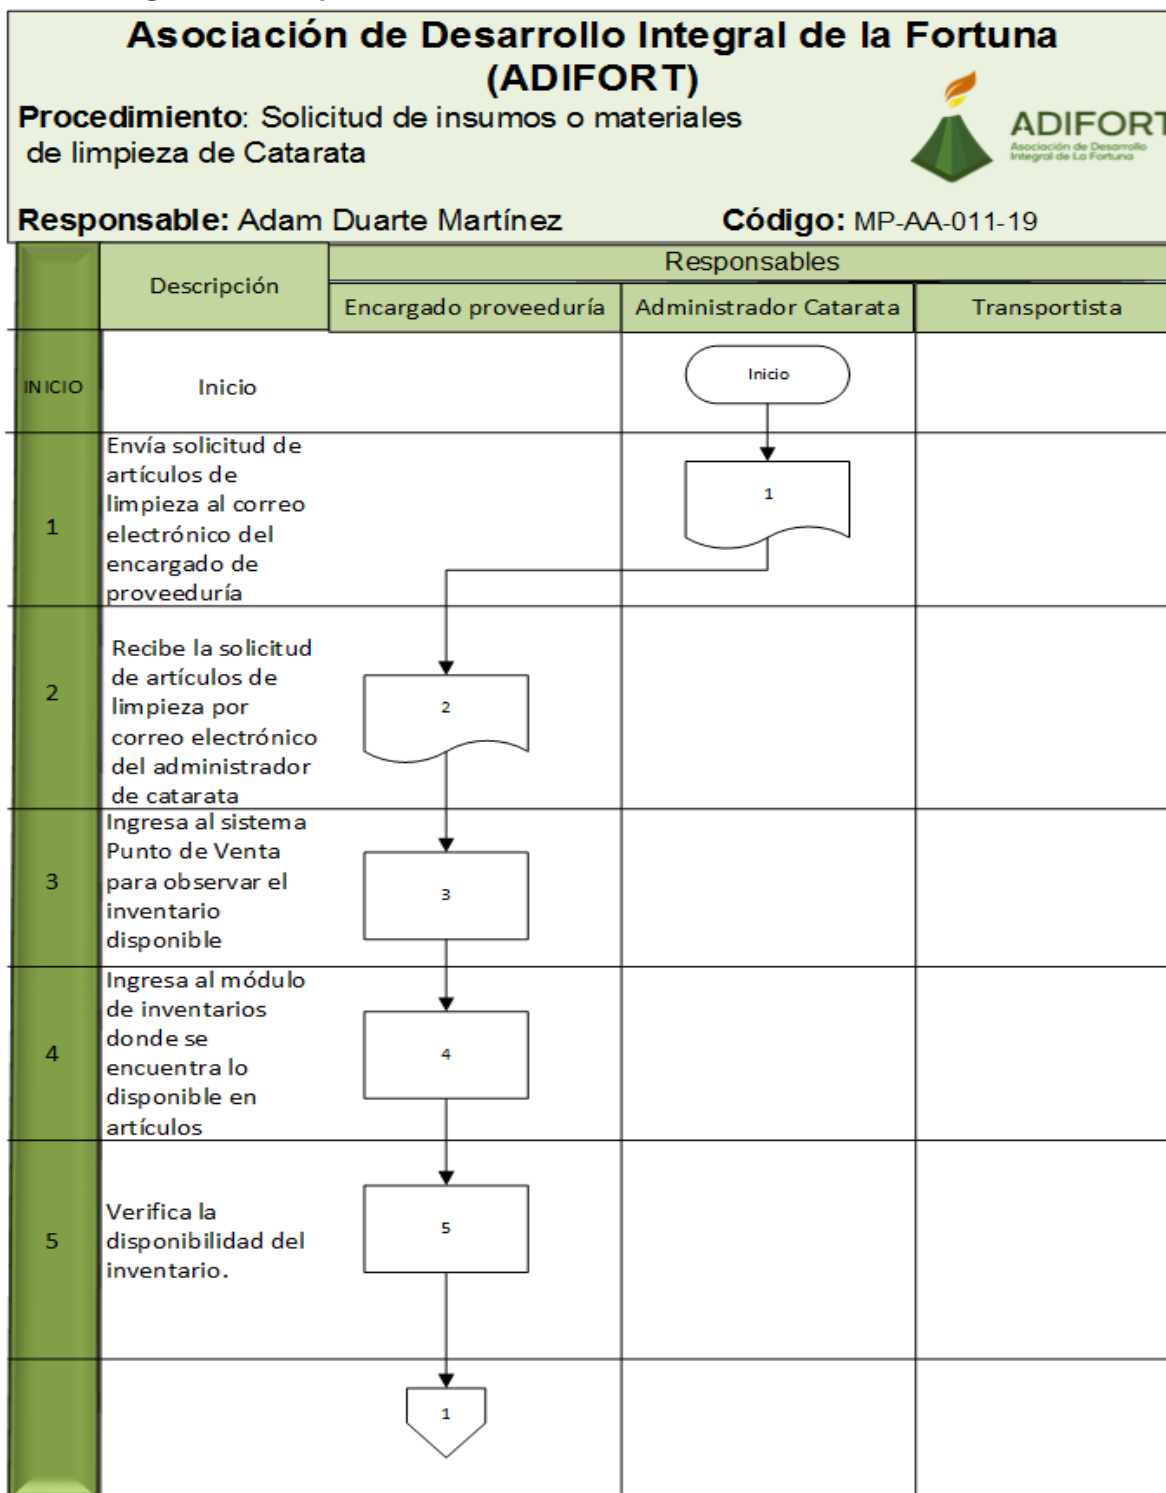 Asociación de Desarrollo Integral de la Fortuna
(ADIFORT)
Procedimiento: Solicitud de insumos o materiales
de limpieza de Catarata
ADIFORT
Asociación de Desarrollo
Integral de La Fortuna
Responsable: Adam Duarte Martínez Código: MP-AA-011-19
Descripción
Responsables
Encargado proveeduría Administrador Catarata Transportista
INICIO
Inicio
Inicio
1
Envía solicitud de
artículos de
limpieza al correo
electrónico del
encargado de
proveeduría
1
2
Recibe la solicitud
de artículos de
limpieza por
correo electrónico
del administrador
de catarata
2
3
Ingresa al sistema
Punto de Venta
para observar el
inventario
disponible
3
4
Ingresa al módulo
de inventarios
donde se
encuentra lo
disponible en
artículos
4
5
Verifica la
disponibilidad del
inventario.
5
1